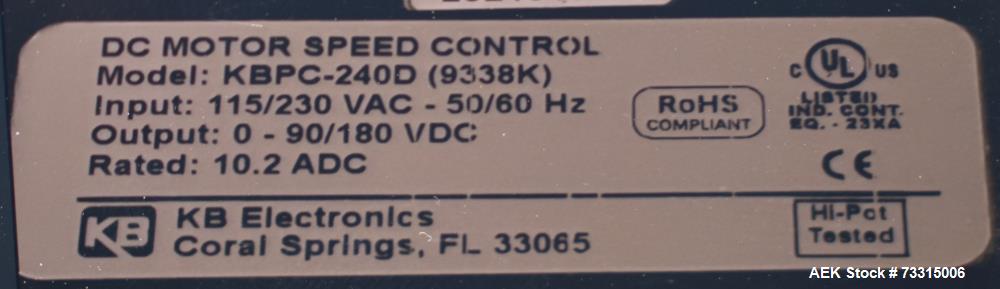 DC MOTOR SPEED CONTROL
Model: KBPC-240D (9338K)
Input: 115/230 VAC - 50/60 Hz
Output: 0 - 90/180 VDC
Rated: 10.2 ADC
RoHS
COMPLIANT
C UL US
LISTED
IND. CONT.
EQ. - 23XA
CE
KB
KB Electronics
Coral Springs, FL 33065
Hi-Pot
Tested
AEK Stock # 73315006